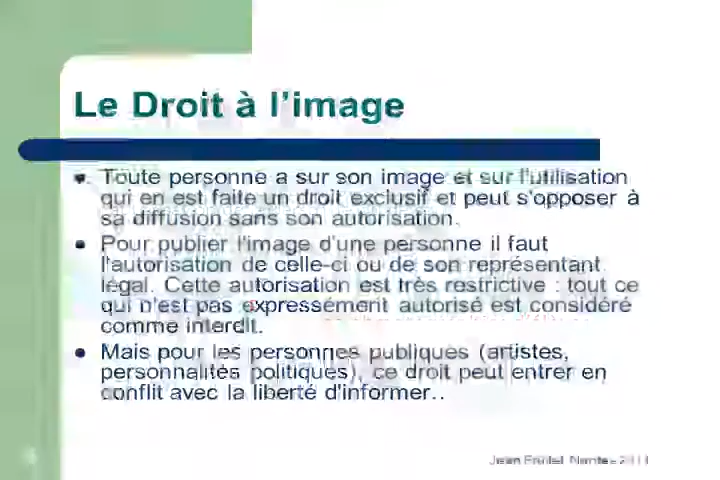 Le Droit à l'image
• Toute personne a sur son image et sur l'utilisation
qui en est faite un droit exclusif et peut s'opposer à
sa diffusion sans son autorisation.
• Pour publier l'image d'une personne il faut
l'autorisation de celle-ci ou de son représentant
légal. Cette autorisation est très restrictive : tout ce
qui n'est pas expressément autorisé est considéré
comme interdit.
• Mais pour les personnes publiques (artistes,
personnalités politiques), ce droit peut entrer en
conflit avec la liberté d'informer..
Jean Nantes